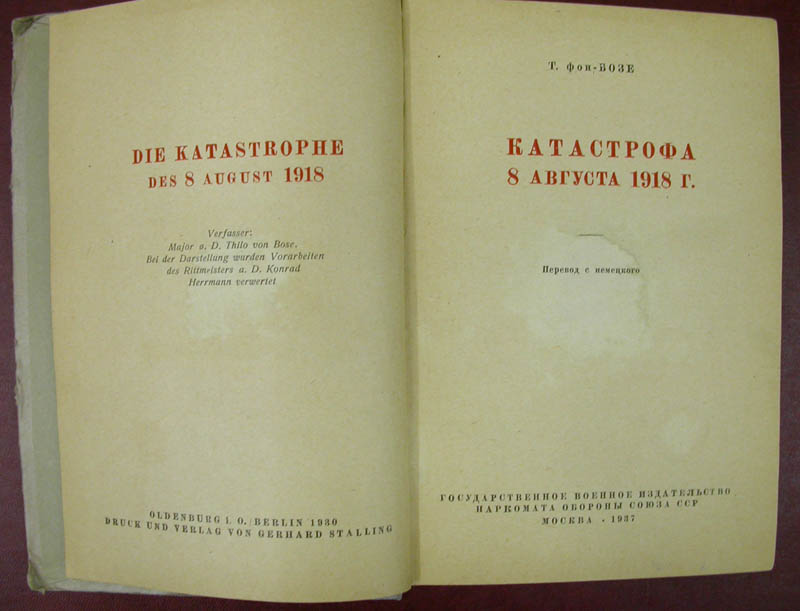 DIE KATASTROPHE
DES 8 AUGUST 1918
Verfasser:
Major a. D. Thilo von Bose.
Bei der Darstellung wurden Vorarbeiten
des Rittmeisters a. D. Konrad
Herrmann verwertet
OLDENBURG i. O./BERLIN 1930
DRUCK UND VERLAG VON GERHARD STALLING
Т. фон-БОЗЕ
КАТАСТРОФА
8 АВГУСТА 1918 Г.
Перевод с немецкого
ГОСУДАРСТВЕННОЕ ВОЕННОЕ ИЗДАТЕЛЬСТВО
НАРКОМАТА ОБОРОНЫ СОЮЗА ССР
МОСКВА • 1937